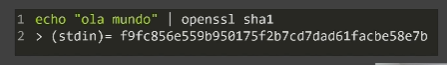 1 echo "ola mundo" | openssl sha1
2 > (stdin)= f9fc856e559b950175f2b7cd7dad61facbe58e7b